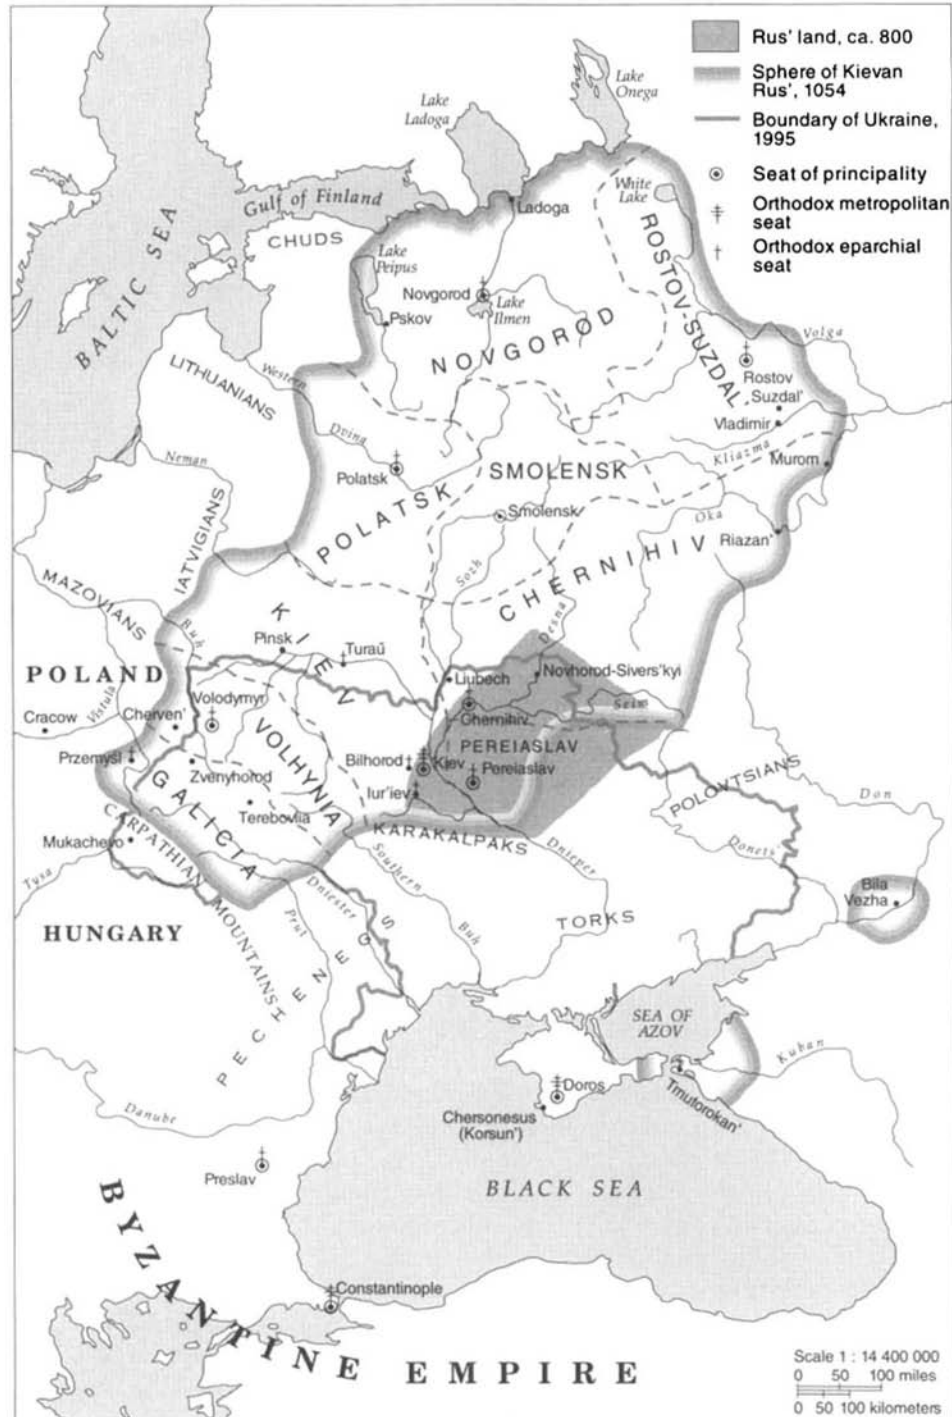 Rus' land, ca. 800
Sphere of Kievan
Rus', 1054
Boundary of Ukraine,
1995
Seat of principality
Orthodox metropolitan
seat
Orthodox eparchial
seat
Lake
Onega
Lake
Ladoga
White
Lake
Gulf of Finland
Ladoga
CHUDS
BALTIC SEA
Lake
Peipus
Novgorod
Lake
Ilmen
Pskov
NOVGOROD
ROSTOV-SUZDAL'
Volga
Rostov
Suzdal'
Vladimir
LITHUANIANS
Western
Dvina
Kliazma
Murom
Neman
Polatsk
SMOLENSK
POLATSK
Smolensk
Oka
Riazan'
IATVIGIANS
CHERNIHIV
Sozh
Desna
MAZOVIANS
Buh
KIEV
Pinsk
Turaŭ
POLAND
Liubech
Novhorod-Sivers'kyi
Vistula
Volodymyr
Seim
Cracow
Cherven'
Ghernihiv
VOLHYNIA
PEREIASLAV
Przemyśl
Bilhorod
Kiev
Pereiaslav
Zvenyhorod
GALICIA
Iur'iev
POLOVTSIANS
Don
Terebovlia
KARAKALPAKS
CARPATHIAN
MOUNTAINS
Mukachevo
Southern
Buh
Dnieper
Donets'
Tysa
Dniester
Prut
Bila
Vezha
HUNGARY
TORKS
PECHENEGS
SEA OF
AZOV
Kuban
Doros
Tmutorokan'
Danube
Chersonesus
(Korsun')
Preslav
BLACK SEA
Constantinople
BYZANTINE EMPIRE
Scale 1 : 14 400 000
0 50 100 miles
0 50 100 kilometers